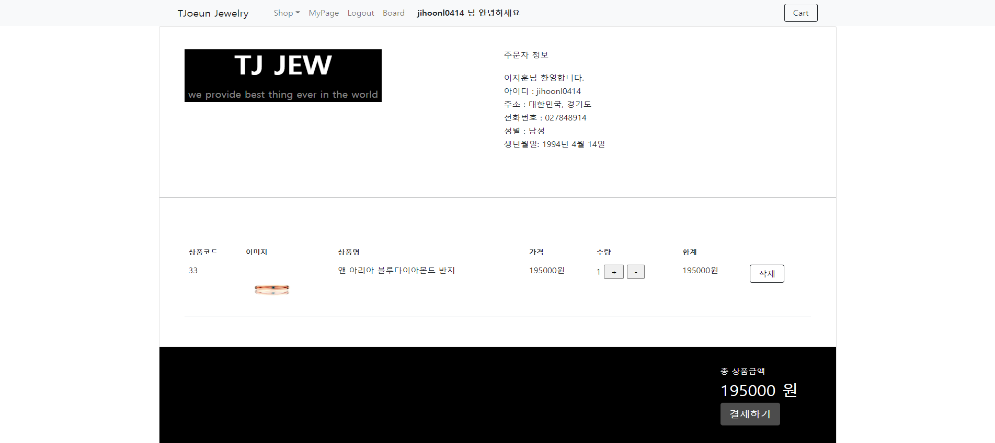 TJoeun Jewelry Shop MyPage Logout Board jihoonl0414 님 안녕하세요 Cart
TJ JEW
we provide best thing ever in the world
주문자 정보
이지훈님 환영합니다.
아이디 : jihoonl0414
주소 : 대한민국, 경기도
전화번호 : 027848914
성별 : 남성
생년월일: 1994년 4월 14일
상품코드 이미지 상품명 가격 수량 합계
33 앤 아리아 블루다이아몬드 반지 195000원 1 + - 195000원 삭제
총 상품금액
195000 원
결제하기